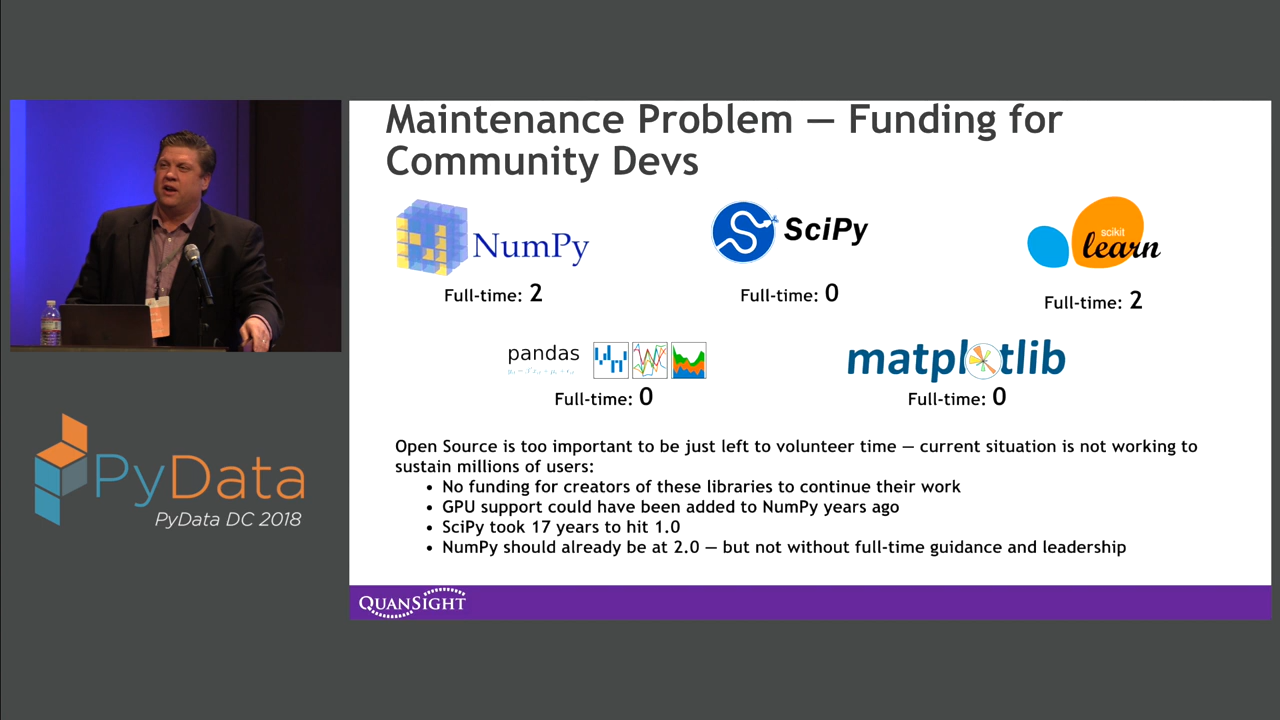 Maintenance Problem — Funding for
Community Devs
NumPy
SciPy
scikit
learn
Full-time: 2
Full-time: 0
Full-time: 2
pandas
matplotlib
Full-time: 0
Full-time: 0
Open Source is too important to be just left to volunteer time — current situation is not working to
sustain millions of users:
• No funding for creators of these libraries to continue their work
• GPU support could have been added to NumPy years ago
• SciPy took 17 years to hit 1.0
• NumPy should already be at 2.0 — but not without full-time guidance and leadership
QUANSIGHT
PyData
PyData DC 2018